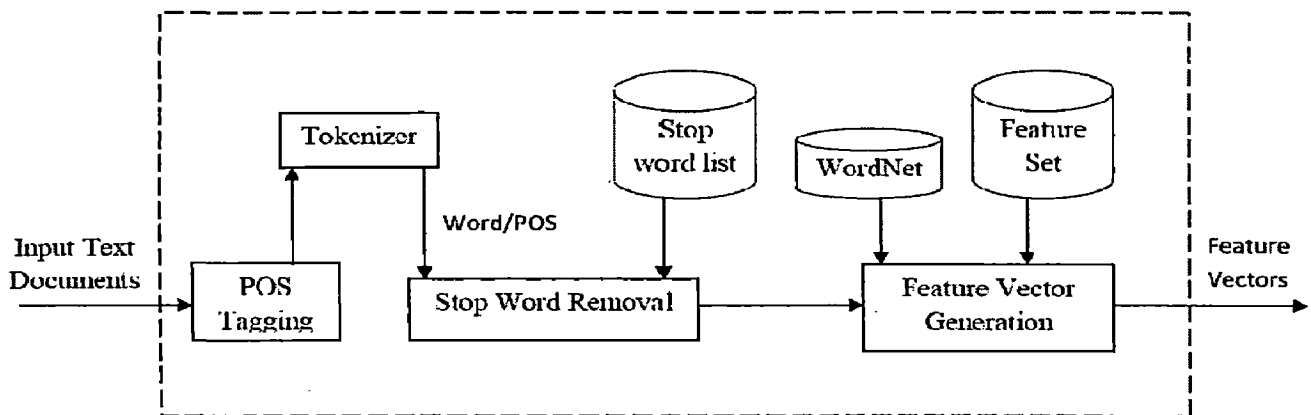 Input Text
Documents
POS
Tagging
Tokenizer
Word/POS
Stop
word list
Stop Word Removal
WordNet
Feature
Set
Feature Vector
Generation
Feature
Vectors